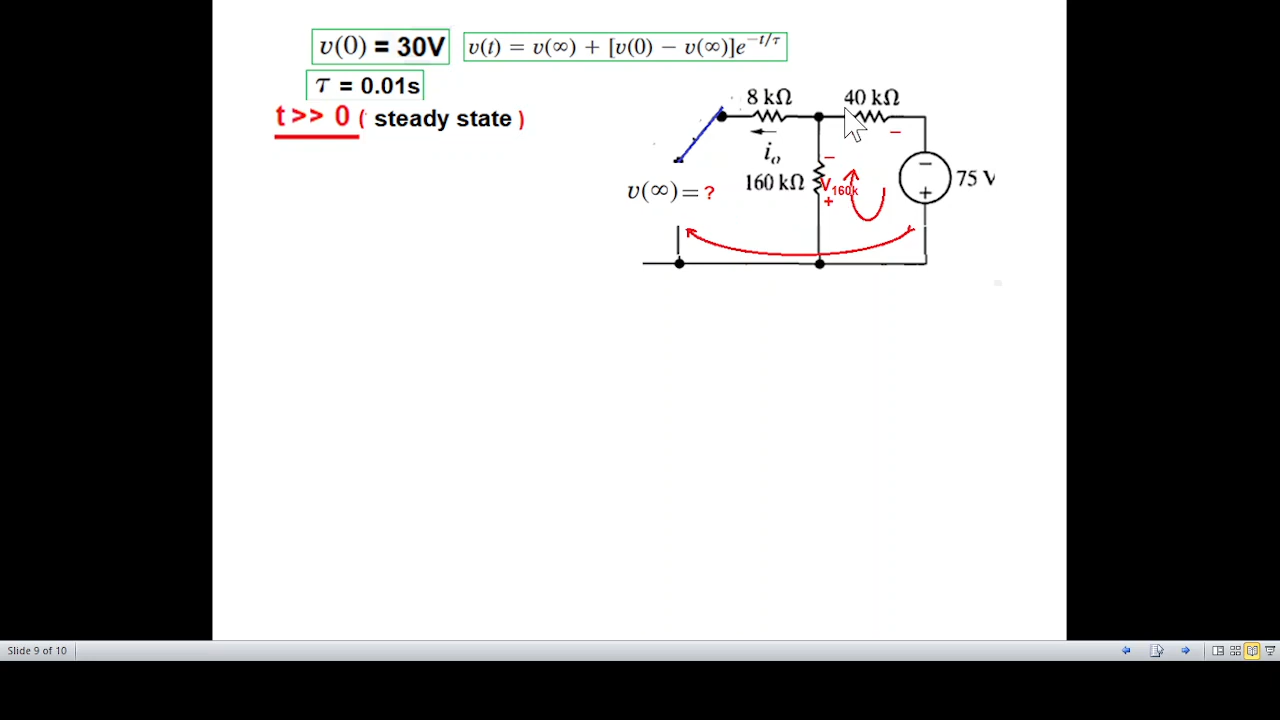 v(0) = 30V
v(t) = v(∞) + [v(0) − v(∞)]e^{−t/τ}
τ = 0.01s
t >> 0 ( steady state )
8 kΩ
40 kΩ
−
i_o
−
160 kΩ
V160k
+
−
+
75 V
v(∞) = ?
Slide 9 of 10